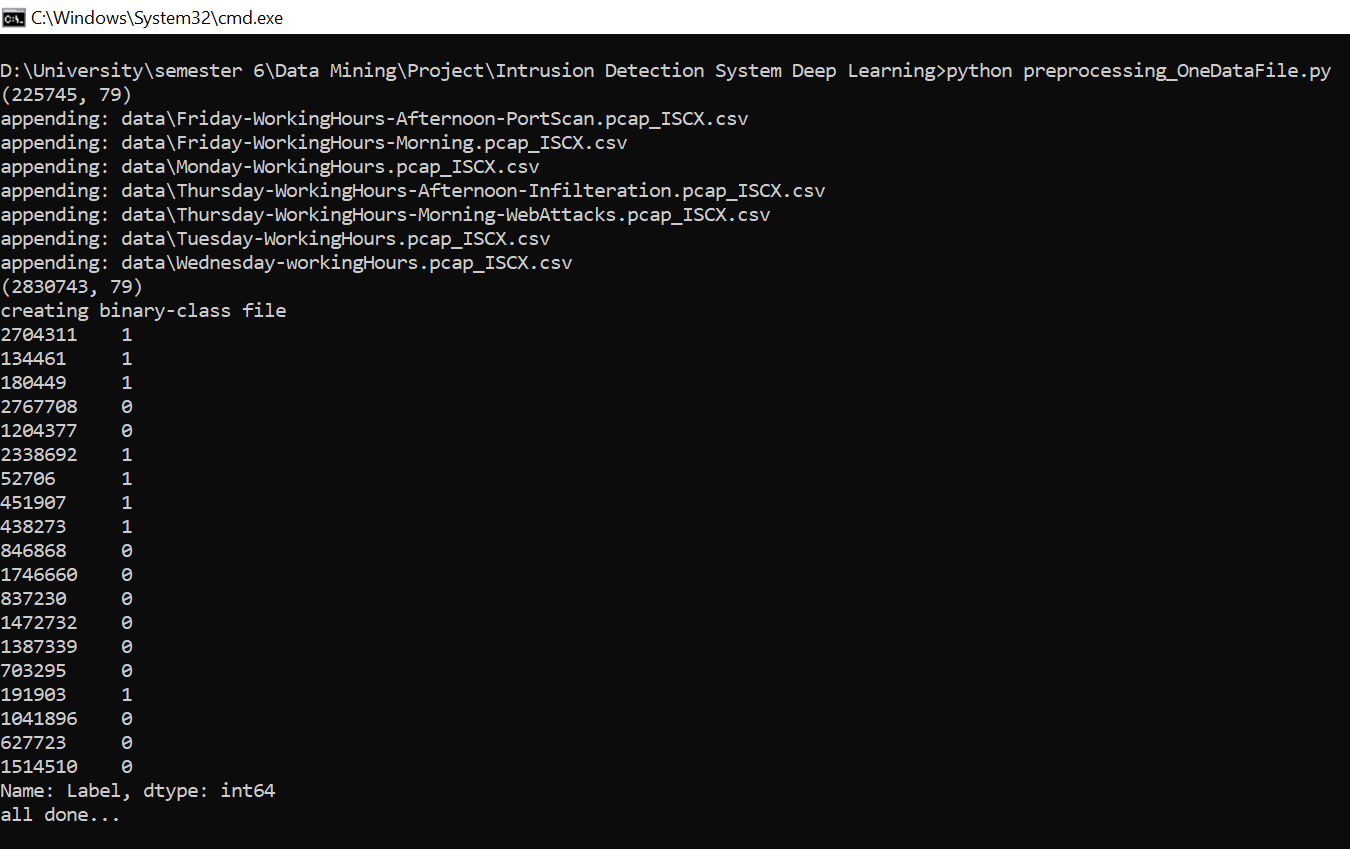 C:\Windows\System32\cmd.exe
D:\University\semester 6\Data Mining\Project\Intrusion Detection System Deep Learning>python preprocessing_OneDataFile.py
(225745, 79)
appending: data\Friday-WorkingHours-Afternoon-PortScan.pcap_ISCX.csv
appending: data\Friday-WorkingHours-Morning.pcap_ISCX.csv
appending: data\Monday-WorkingHours.pcap_ISCX.csv
appending: data\Thursday-WorkingHours-Afternoon-Infilteration.pcap_ISCX.csv
appending: data\Thursday-WorkingHours-Morning-WebAttacks.pcap_ISCX.csv
appending: data\Tuesday-WorkingHours.pcap_ISCX.csv
appending: data\Wednesday-workingHours.pcap_ISCX.csv
(2830743, 79)
creating binary-class file
2704311    1
134461     1
180449     1
2767708    0
1204377    0
2338692    1
52706      1
451907     1
438273     1
846868     0
1746660    0
837230     0
1472732    0
1387339    0
703295     0
191903     1
1041896    0
627723     0
1514510    0
Name: Label, dtype: int64
all done...